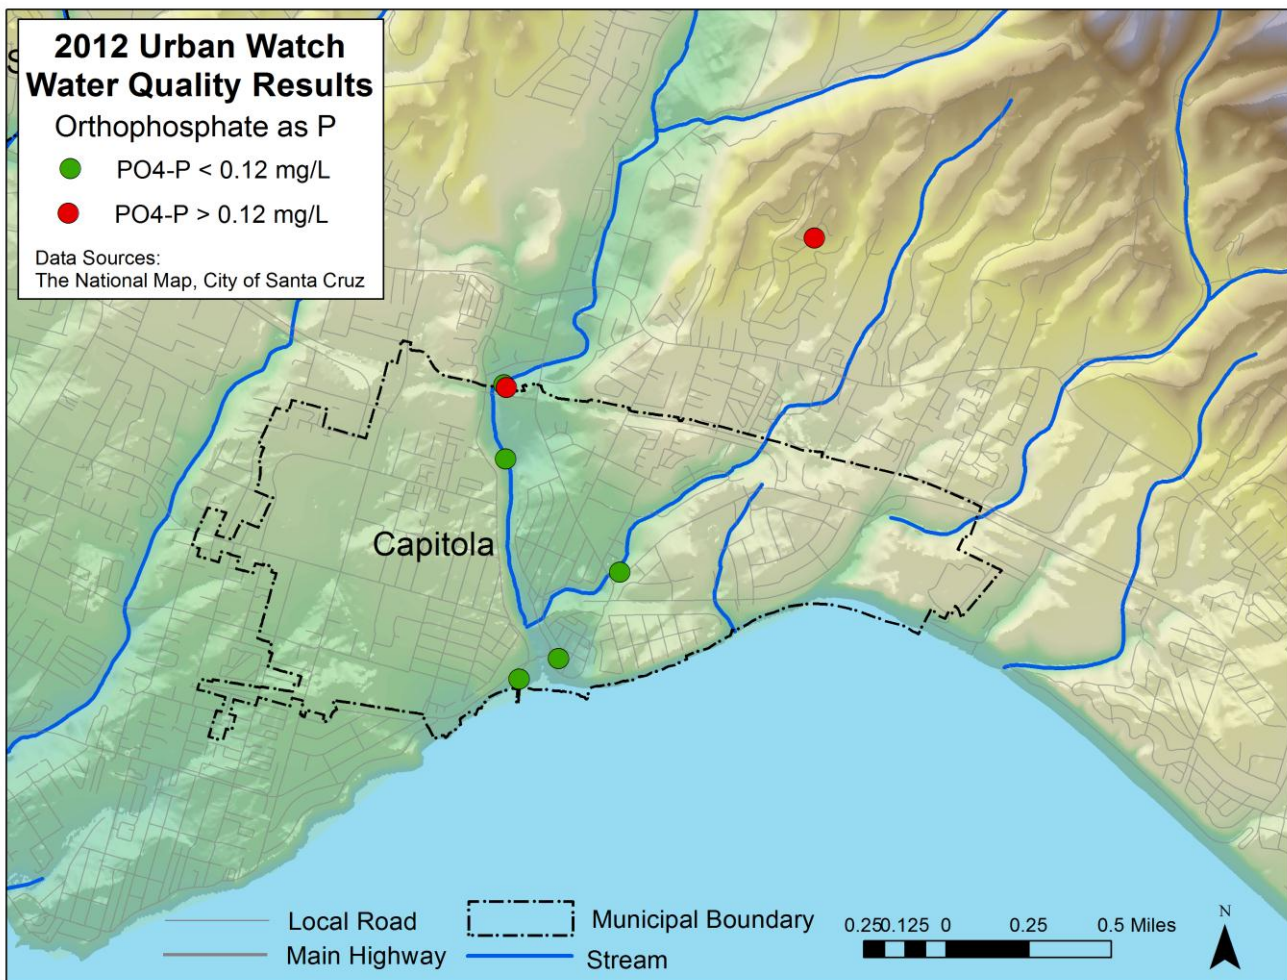 2012 Urban Watch
Water Quality Results
Orthophosphate as P
PO4-P < 0.12 mg/L
PO4-P > 0.12 mg/L
Data Sources:
The National Map, City of Santa Cruz
S
Capitola
Local Road
Main Highway
Municipal Boundary
Stream
0.25 0.125 0 0.25 0.5 Miles
N